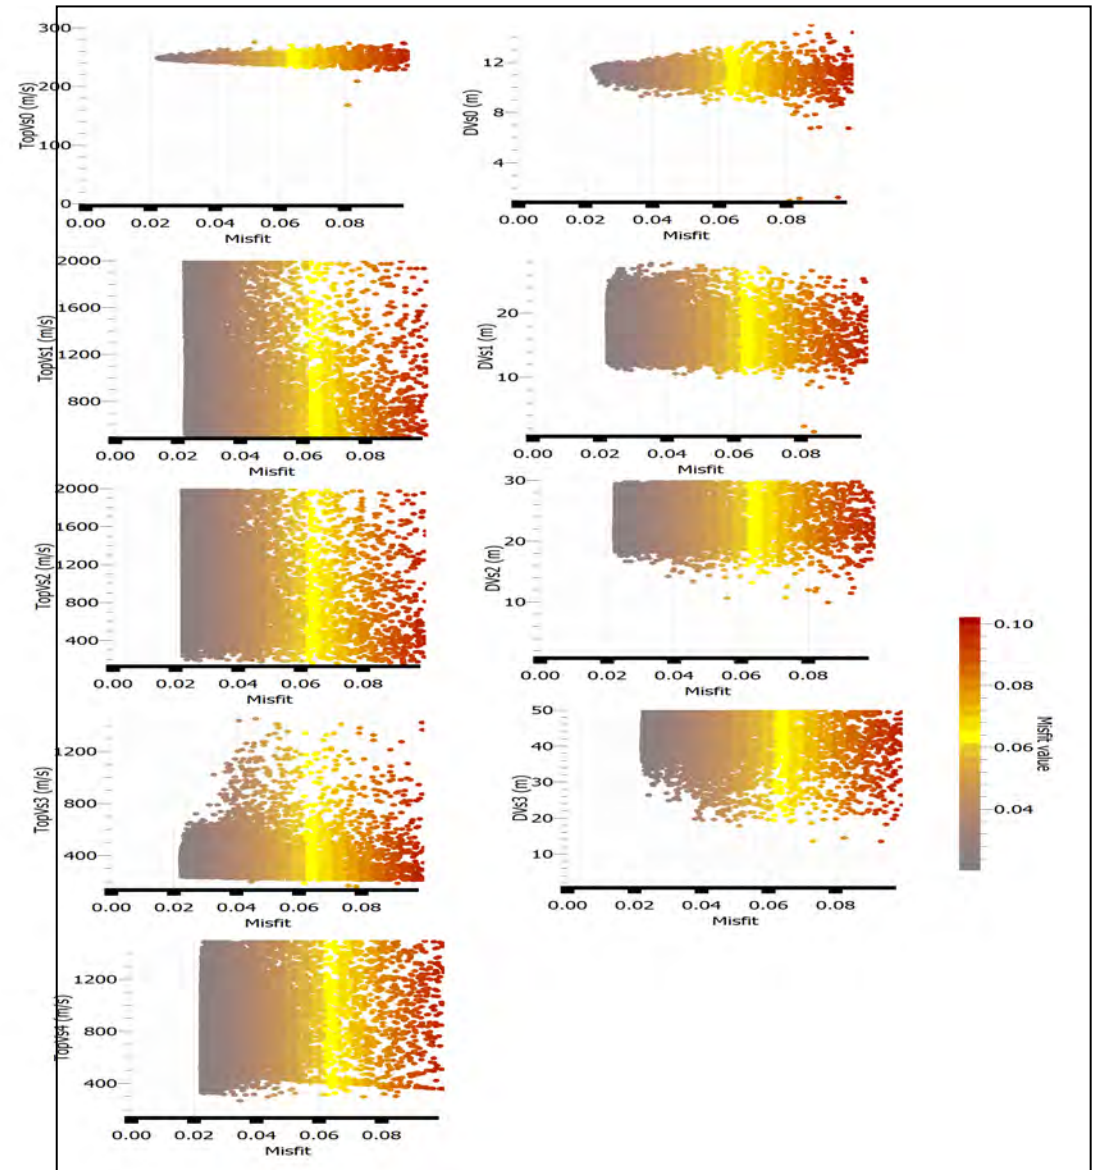 TopVs0 (m/s)
300
200
100
0
0.00 0.02 0.04 0.06 0.08
Misfit
DVs0 (m)
12
8
4
0.00 0.02 0.04 0.06 0.08
Misfit
TopVs1 (m/s)
2000
1600
1200
800
0.00 0.02 0.04 0.06 0.08
Misfit
DVs1 (m)
20
10
0.00 0.02 0.04 0.06 0.08
Misfit
TopVs2 (m/s)
2000
1600
1200
800
400
0.00 0.02 0.04 0.06 0.08
Misfit
DVs2 (m)
30
20
10
0.00 0.02 0.04 0.06 0.08
Misfit
TopVs3 (m/s)
1200
800
400
0.00 0.02 0.04 0.06 0.08
Misfit
DVs3 (m)
50
40
30
20
10
0.00 0.02 0.04 0.06 0.08
Misfit
0.10
0.08
0.06
0.04
Misfit value
TopVs4 (m/s)
1200
800
400
0.00 0.02 0.04 0.06 0.08
Misfit